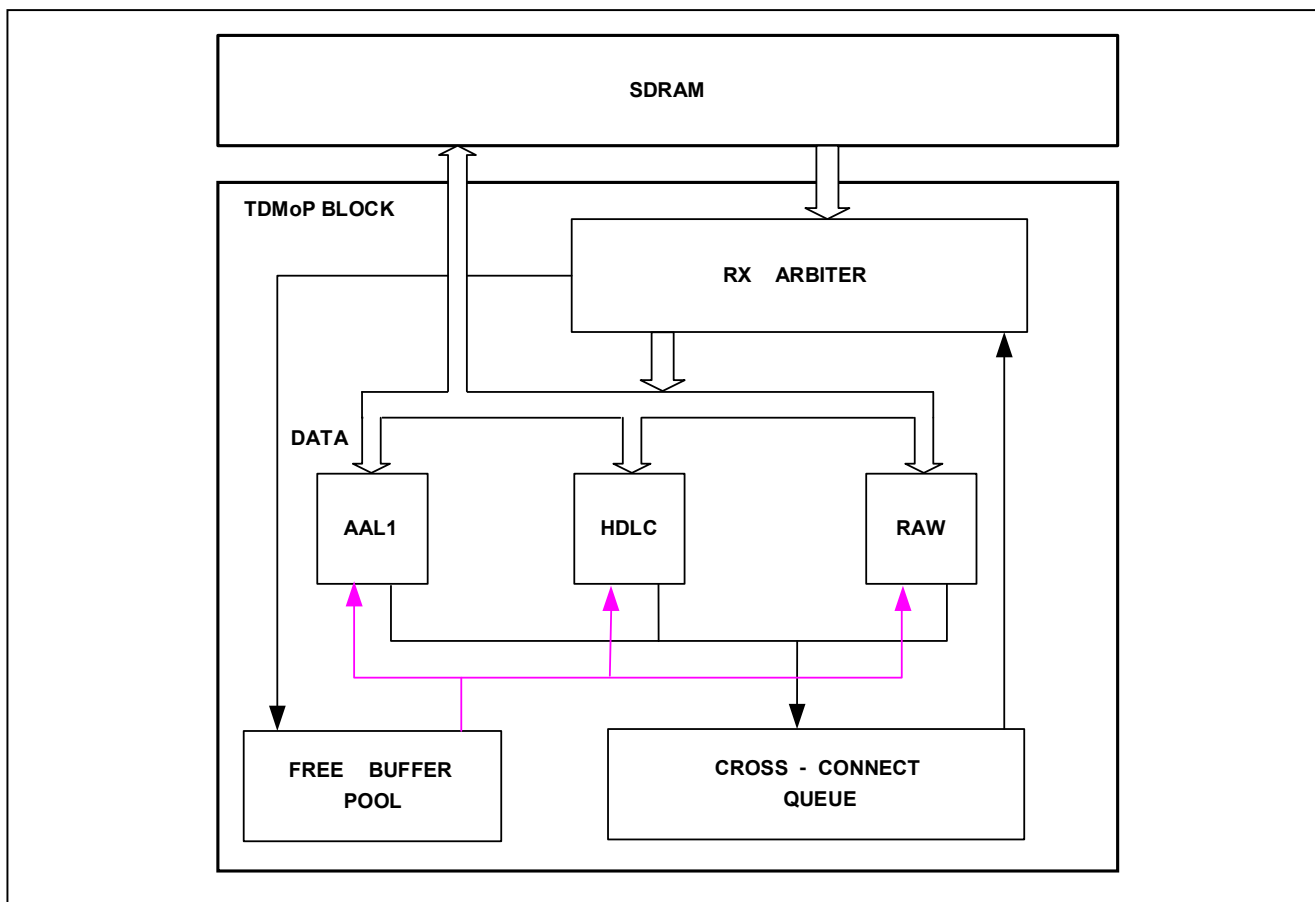 SDRAM
TDMoP BLOCK
RX ARBITER
DATA
AAL1
HDLC
RAW
FREE BUFFER
POOL
CROSS - CONNECT
QUEUE